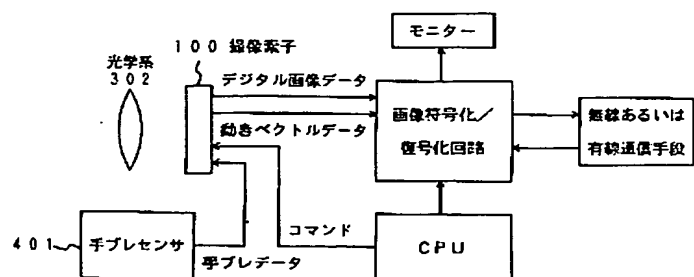 モニター
100 撮像素子
光学系
302
デジタル画像データ
動きベクトルデータ
画像符号化/
復号化回路
無線あるいは
有線通信手段
コマンド
401
手ブレセンサ
手ブレデータ
CPU